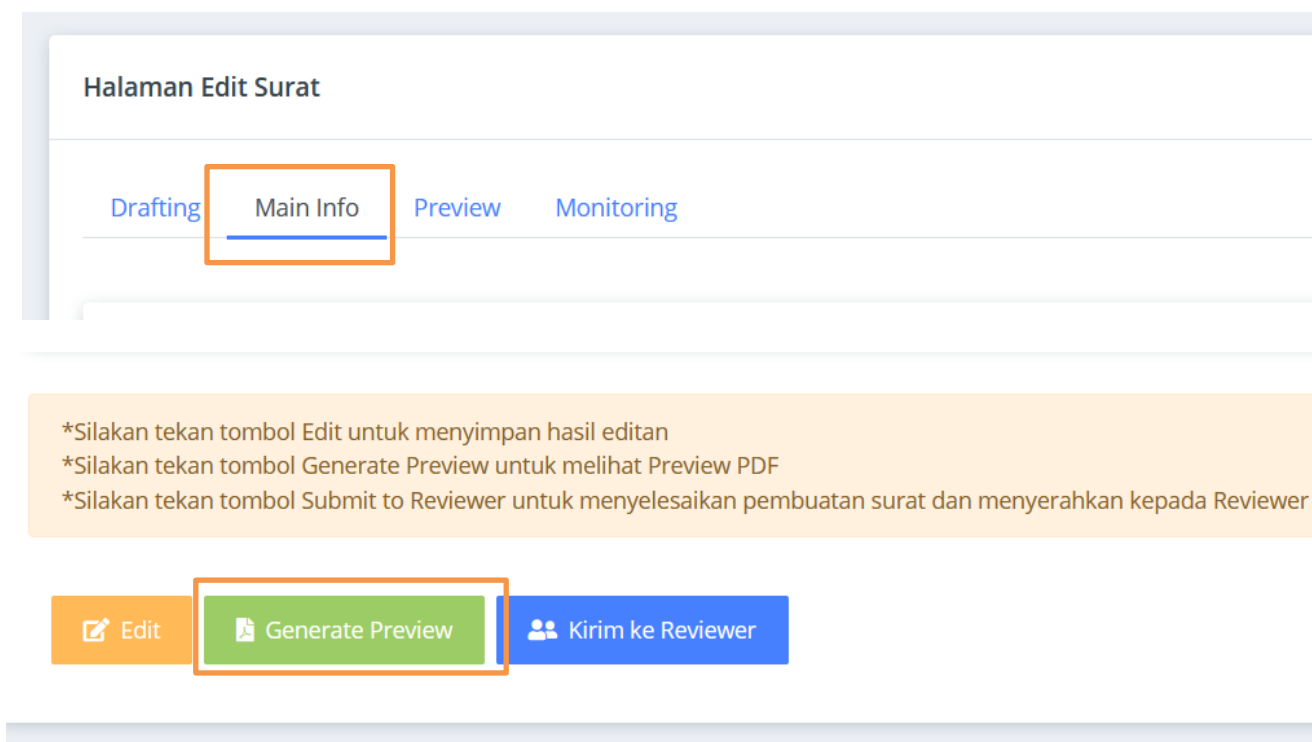 Halaman Edit Surat
Drafting Main Info Preview Monitoring
*Silakan tekan tombol Edit untuk menyimpan hasil editan
*Silakan tekan tombol Generate Preview untuk melihat Preview PDF
*Silakan tekan tombol Submit to Reviewer untuk menyelesaikan pembuatan surat dan menyerahkan kepada Reviewer
Edit Generate Preview Kirim ke Reviewer